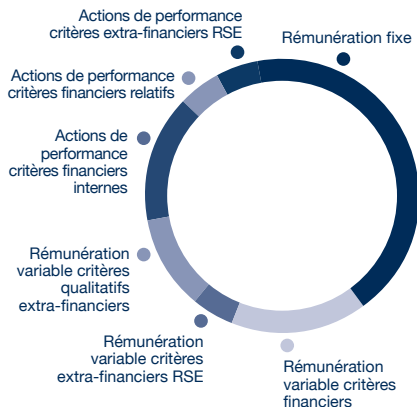 Actions de performance
critères extra-financiers RSE
Rémunération fixe
Actions de performance
critères financiers relatifs
Actions de
performance
critères financiers
internes
Rémunération
variable critères
qualitatifs
extra-financiers
Rémunération
variable critères
extra-financiers RSE
Rémunération
variable critères
financiers